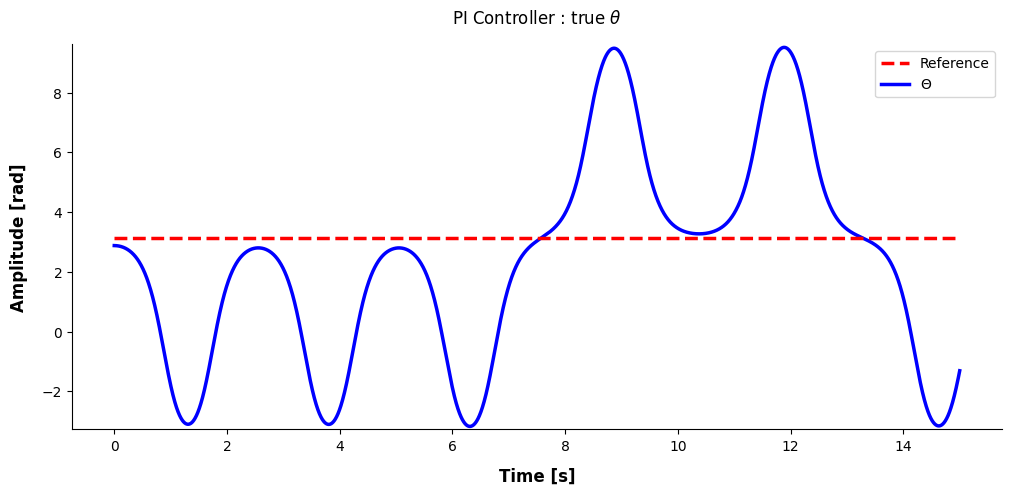 PI Controller : true θ
Reference
Θ
Amplitude [rad]
8
6
4
2
0
−2
0 2 4 6 8 10 12 14
Time [s]